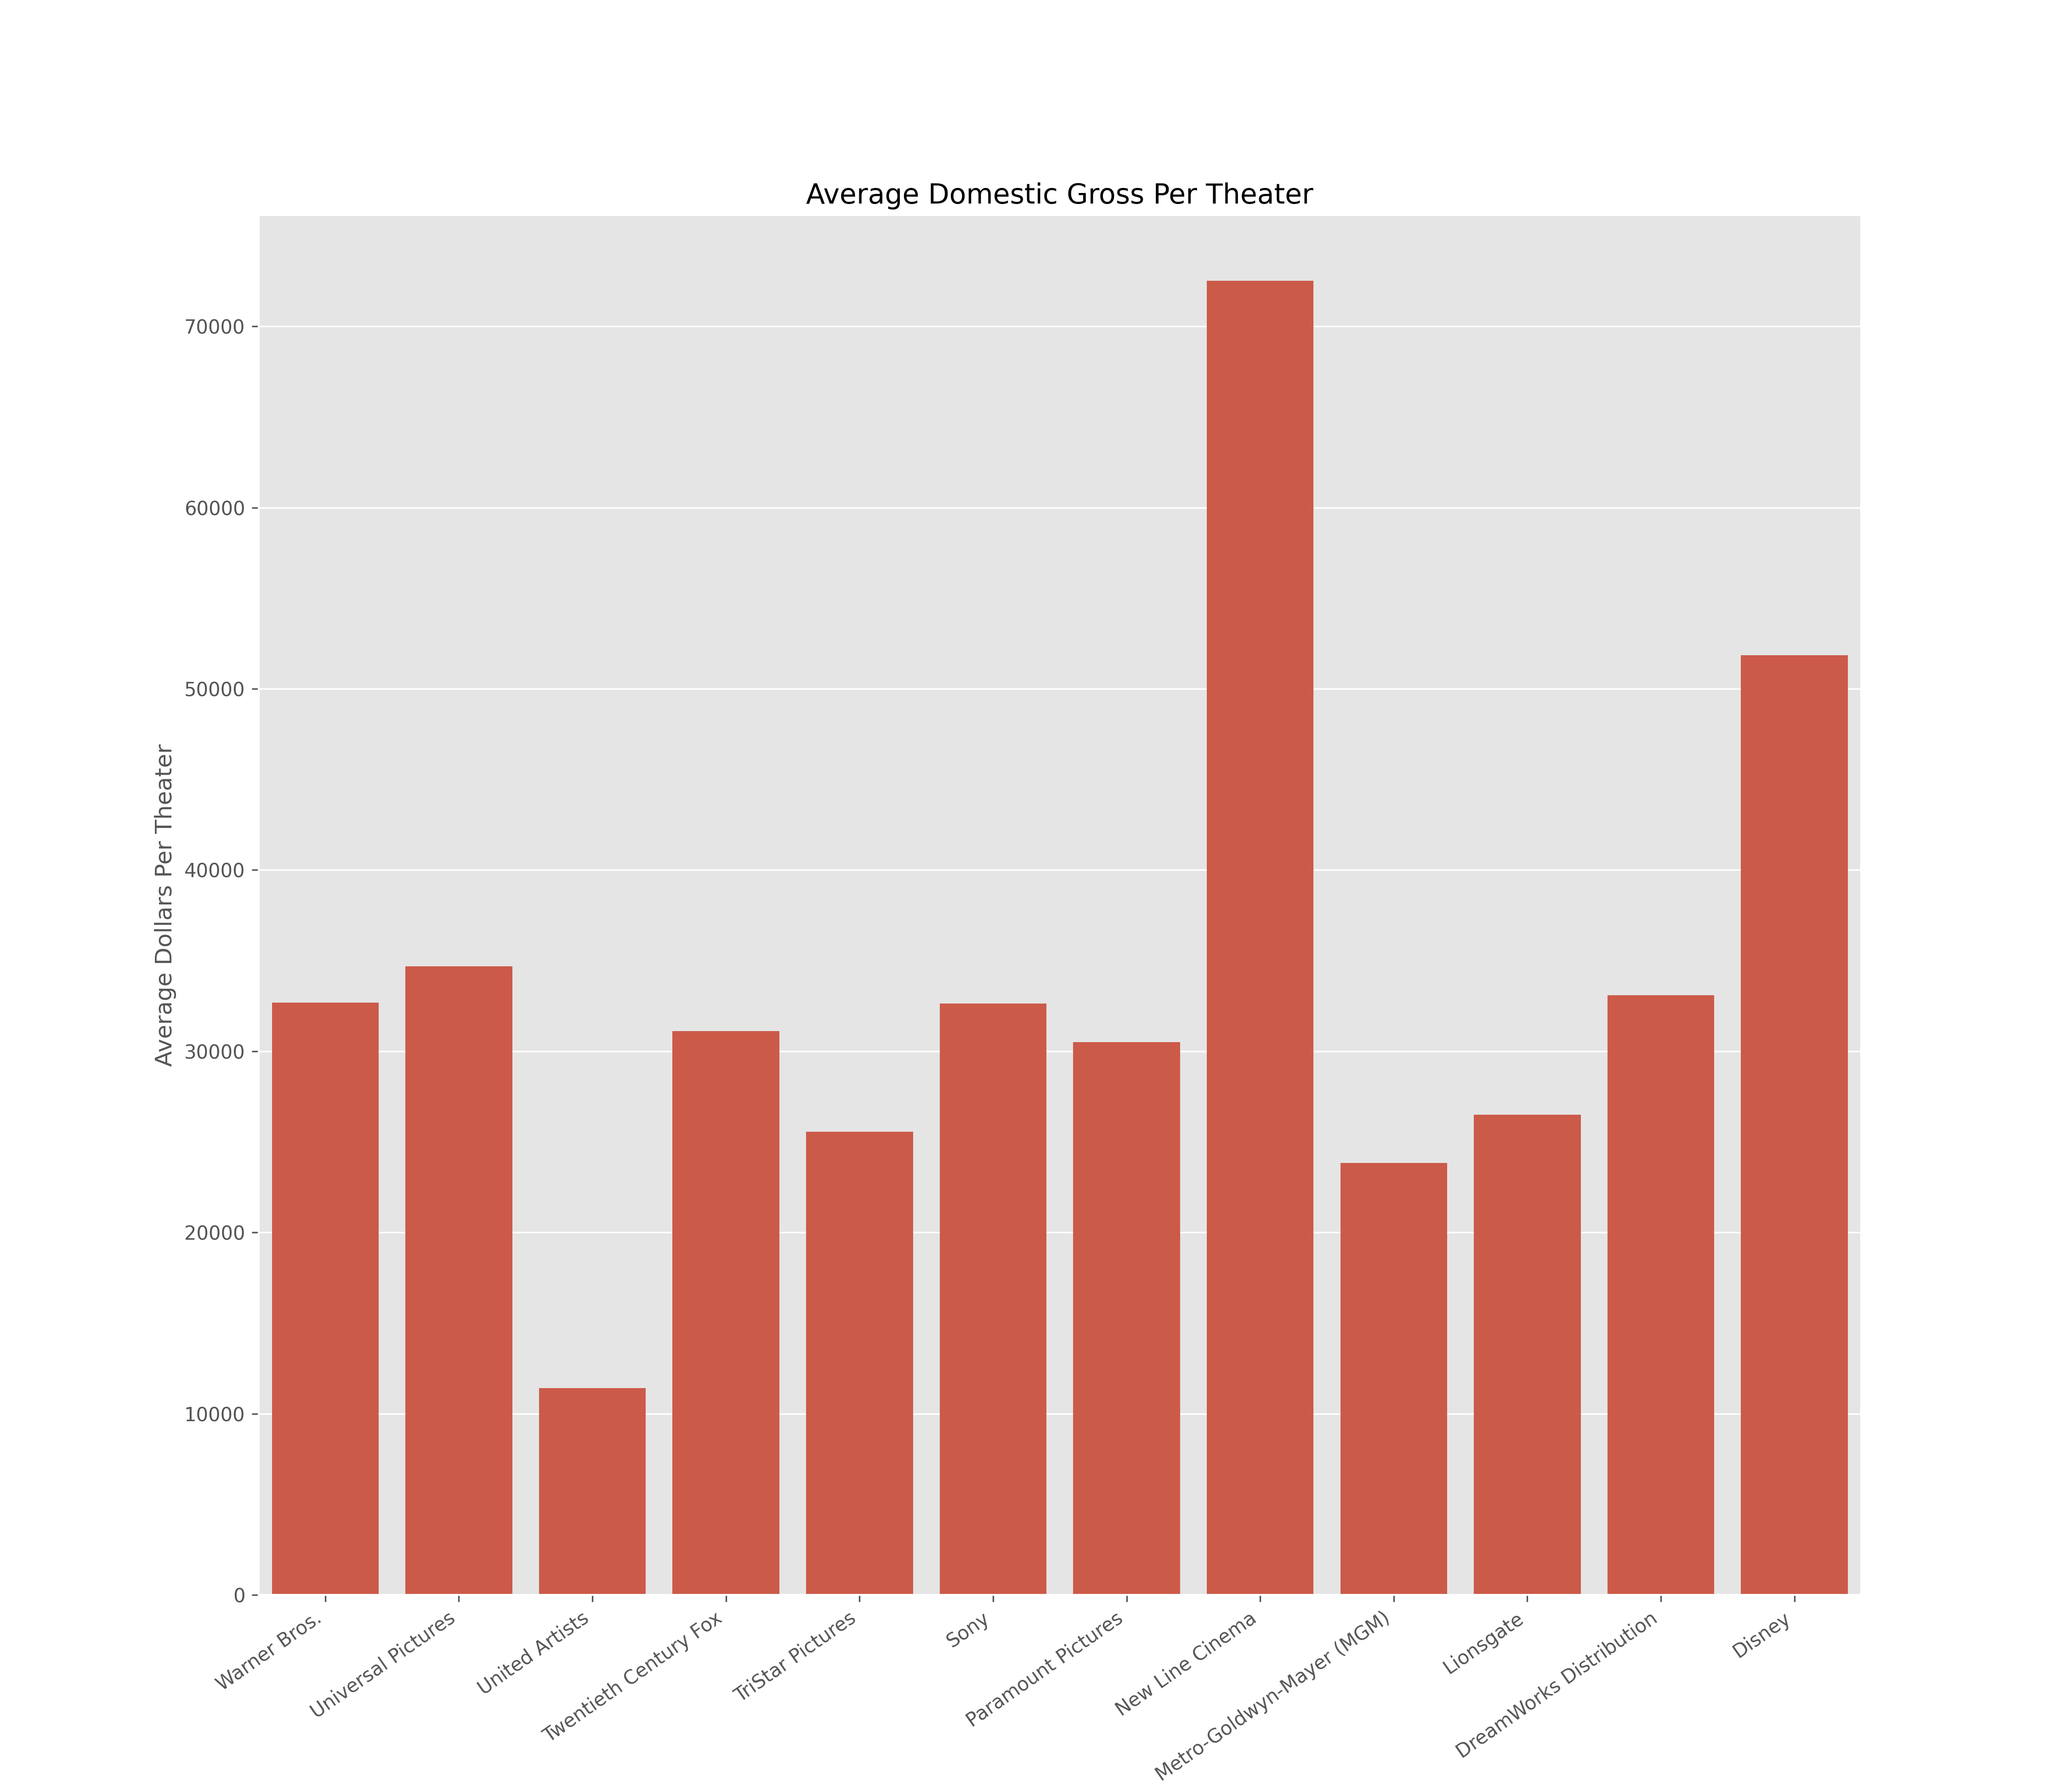 Average Domestic Gross Per Theater
Average Dollars Per Theater
70000
60000
50000
40000
30000
20000
10000
0
Warner Bros.
Universal Pictures
United Artists
Twentieth Century Fox
TriStar Pictures
Sony
Paramount Pictures
New Line Cinema
Metro-Goldwyn-Mayer (MGM)
Lionsgate
DreamWorks Distribution
Disney